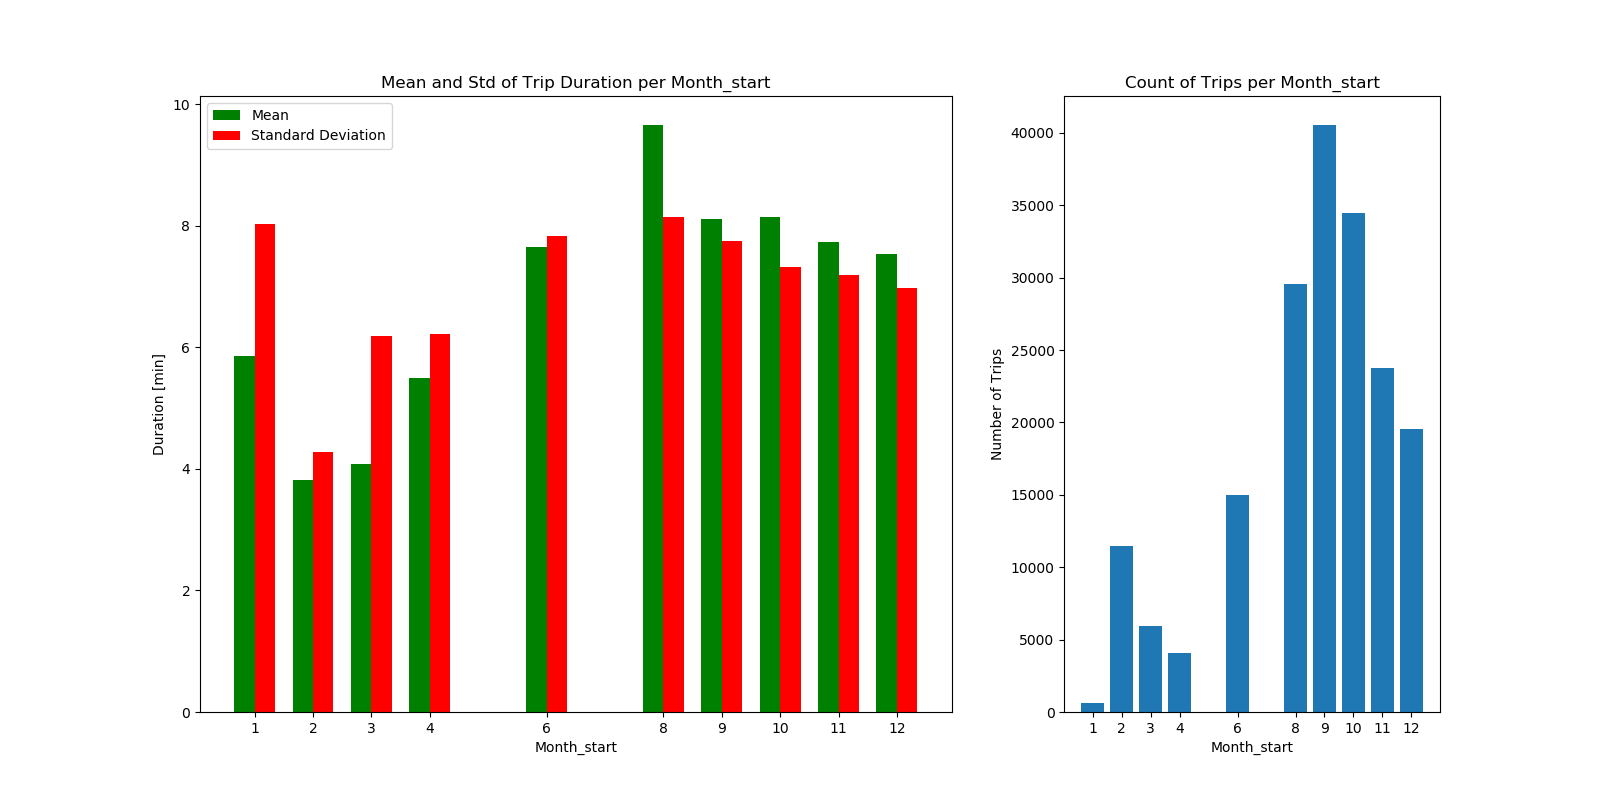 Mean and Std of Trip Duration per Month_start
Mean
Standard Deviation
Duration [min]
10
8
6
4
2
0
1 2 3 4 6 8 9 10 11 12
Month_start
Count of Trips per Month_start
Number of Trips
40000
35000
30000
25000
20000
15000
10000
5000
0
1 2 3 4 6 8 9 10 11 12
Month_start